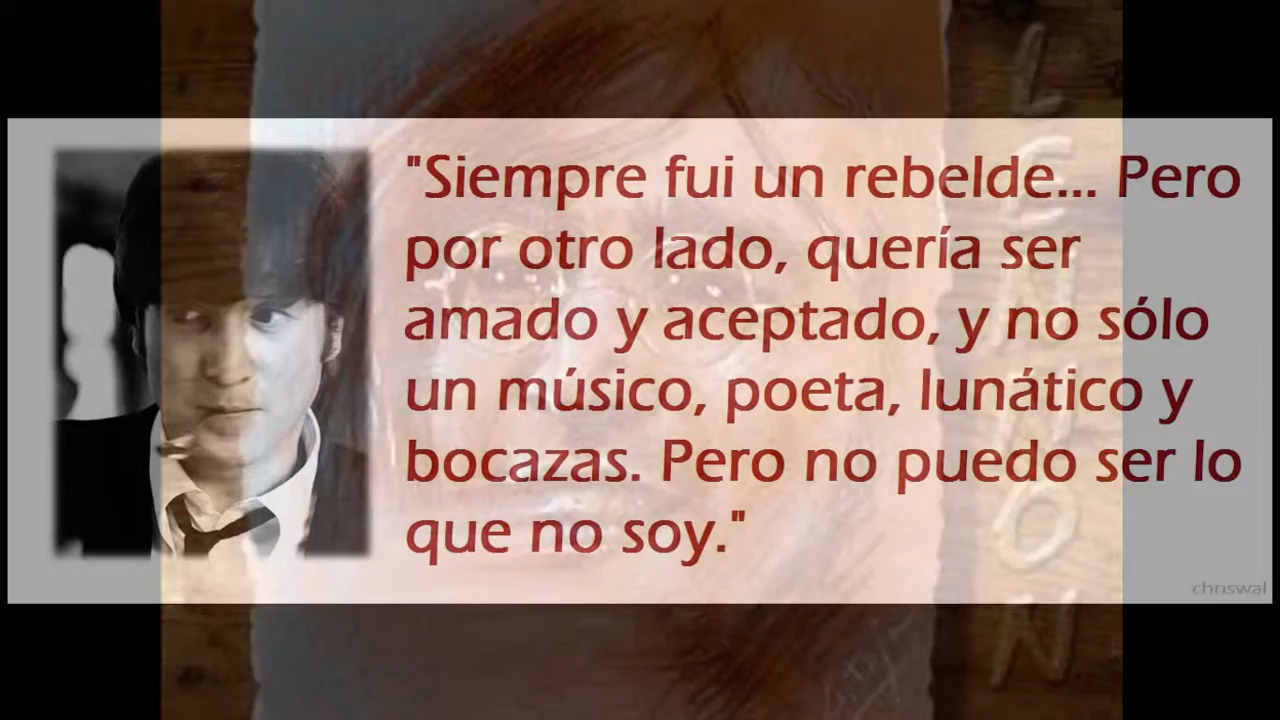 "Siempre fui un rebelde... Pero
por otro lado, quería ser
amado y aceptado, y no sólo
un músico, poeta, lunático y
bocazas. Pero no puedo ser lo
que no soy."
chriswal
LENNON